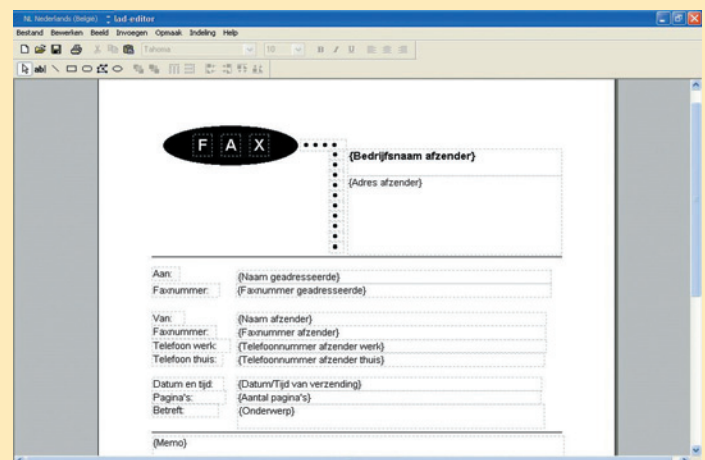 NL Nederlands (België) lad-editor
Bestand Bewerken Beeld Invoegen Opmaak Indeling Help
Tahoma 10 B I U
abl
F A X
{Bedrijfsnaam afzender}
{Adres afzender}
Aan: {Naam geadresseerde}
Faxnummer: {Faxnummer geadresseerde}
Van: {Naam afzender}
Faxnummer: {Faxnummer afzender}
Telefoon werk: {Telefoonnummer afzender werk}
Telefoon thuis: {Telefoonnummer afzender thuis}
Datum en tijd: {Datum/Tijd van verzending}
Pagina's: {Aantal pagina's}
Betreft: {Onderwerp}
{Memo}